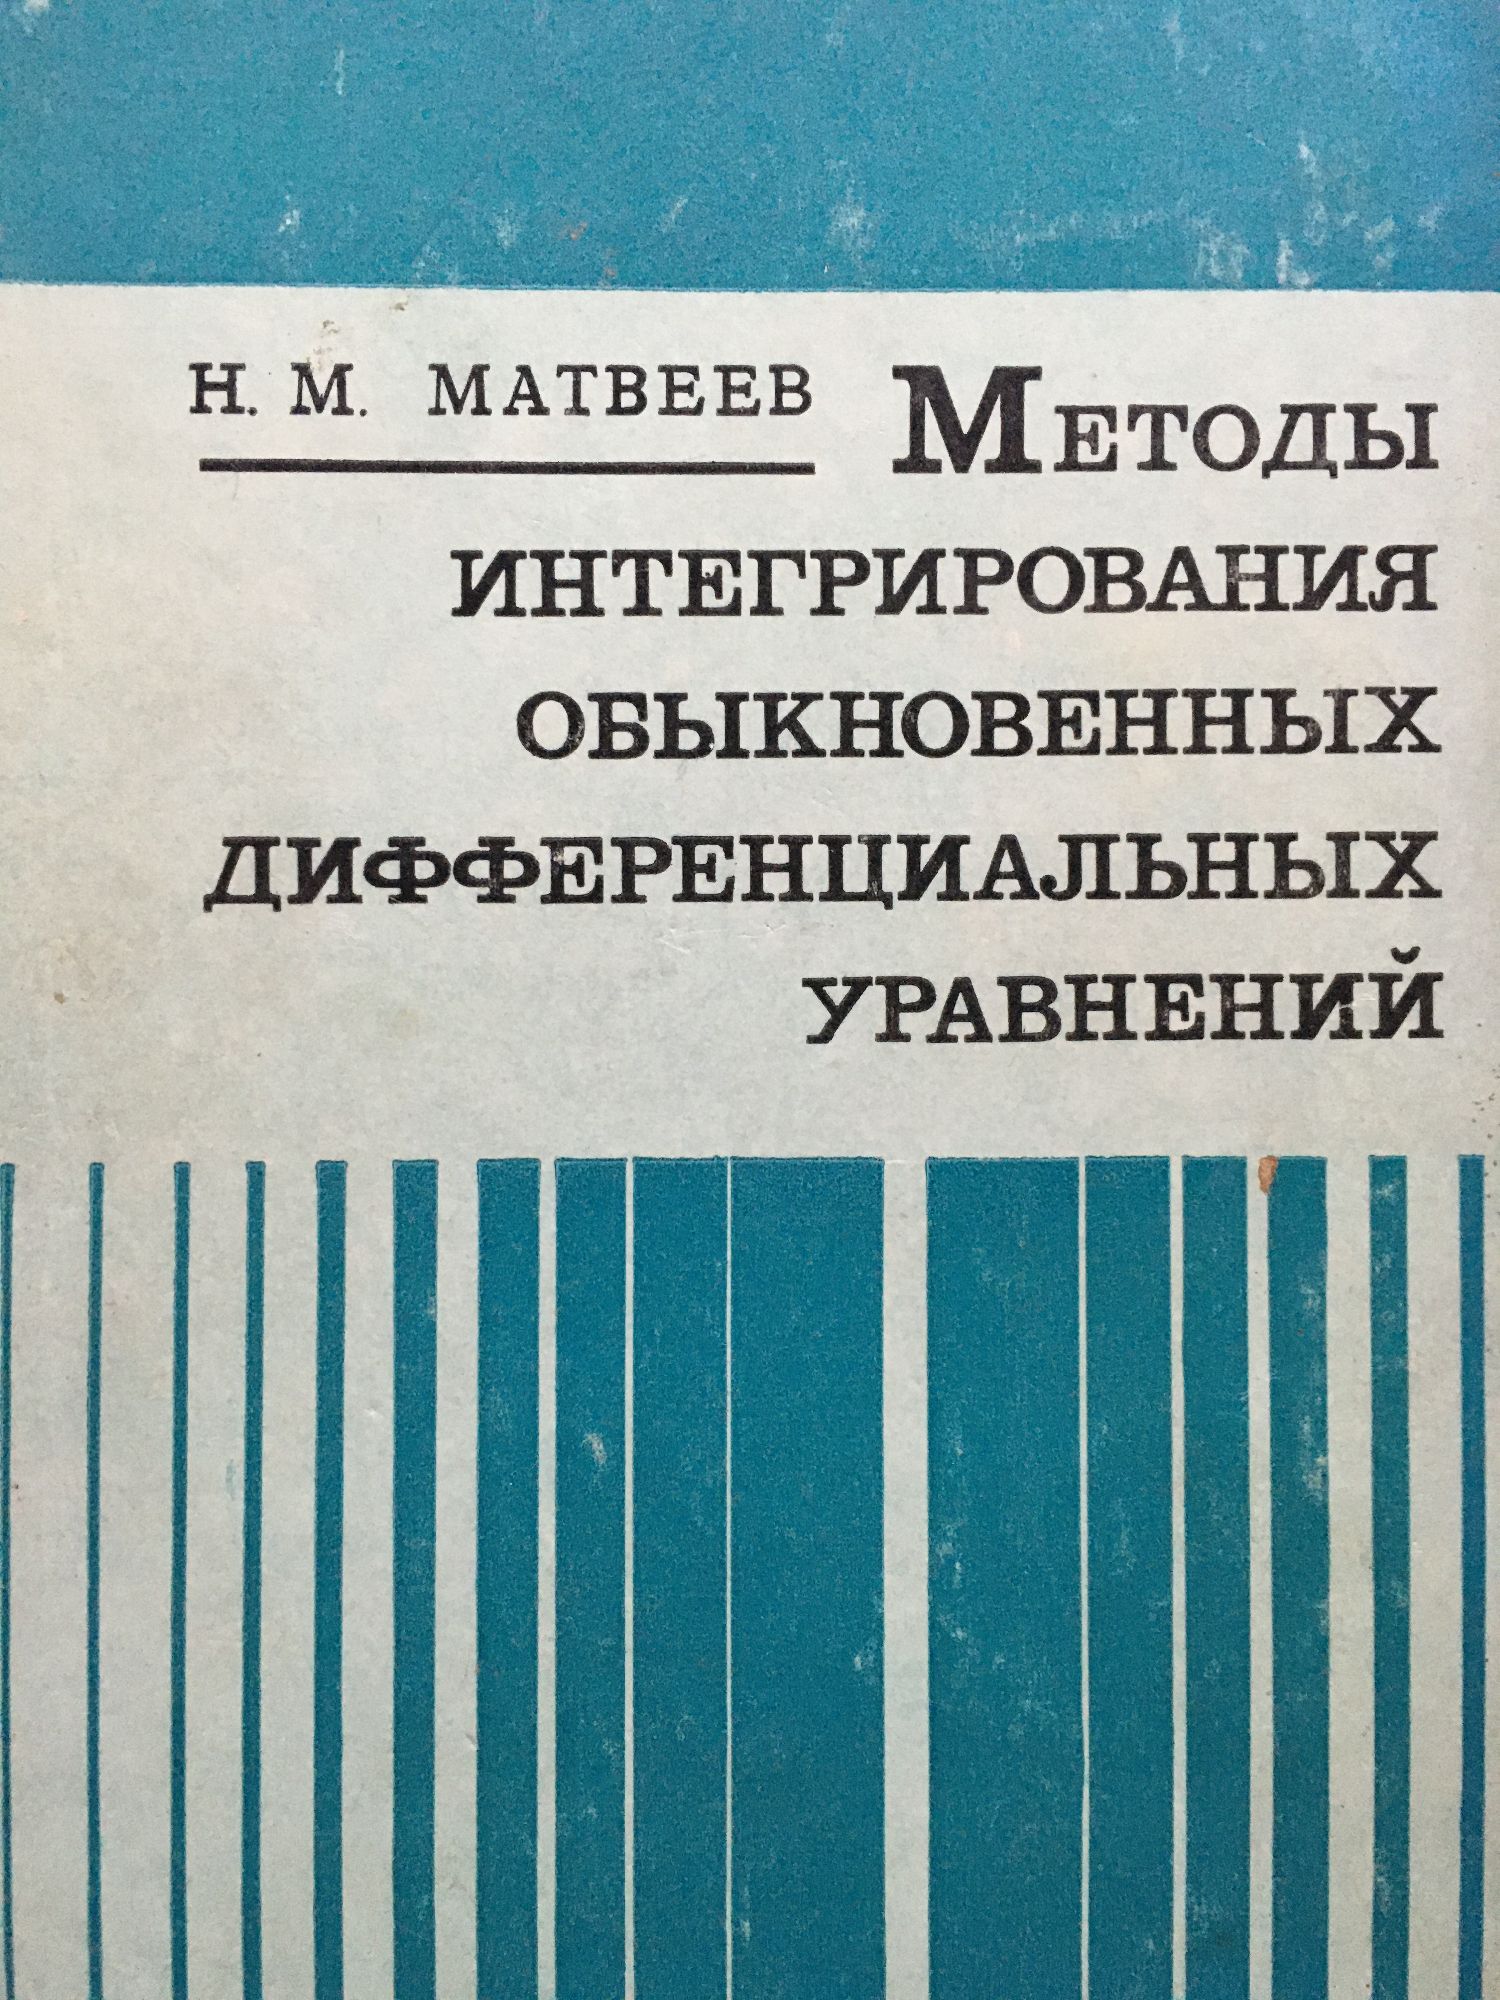 Н. М. МАТВЕЕВ
МЕТОДЫ
ИНТЕГРИРОВАНИЯ
ОБЫКНОВЕННЫХ
ДИФФЕРЕНЦИАЛЬНЫХ
УРАВНЕНИЙ